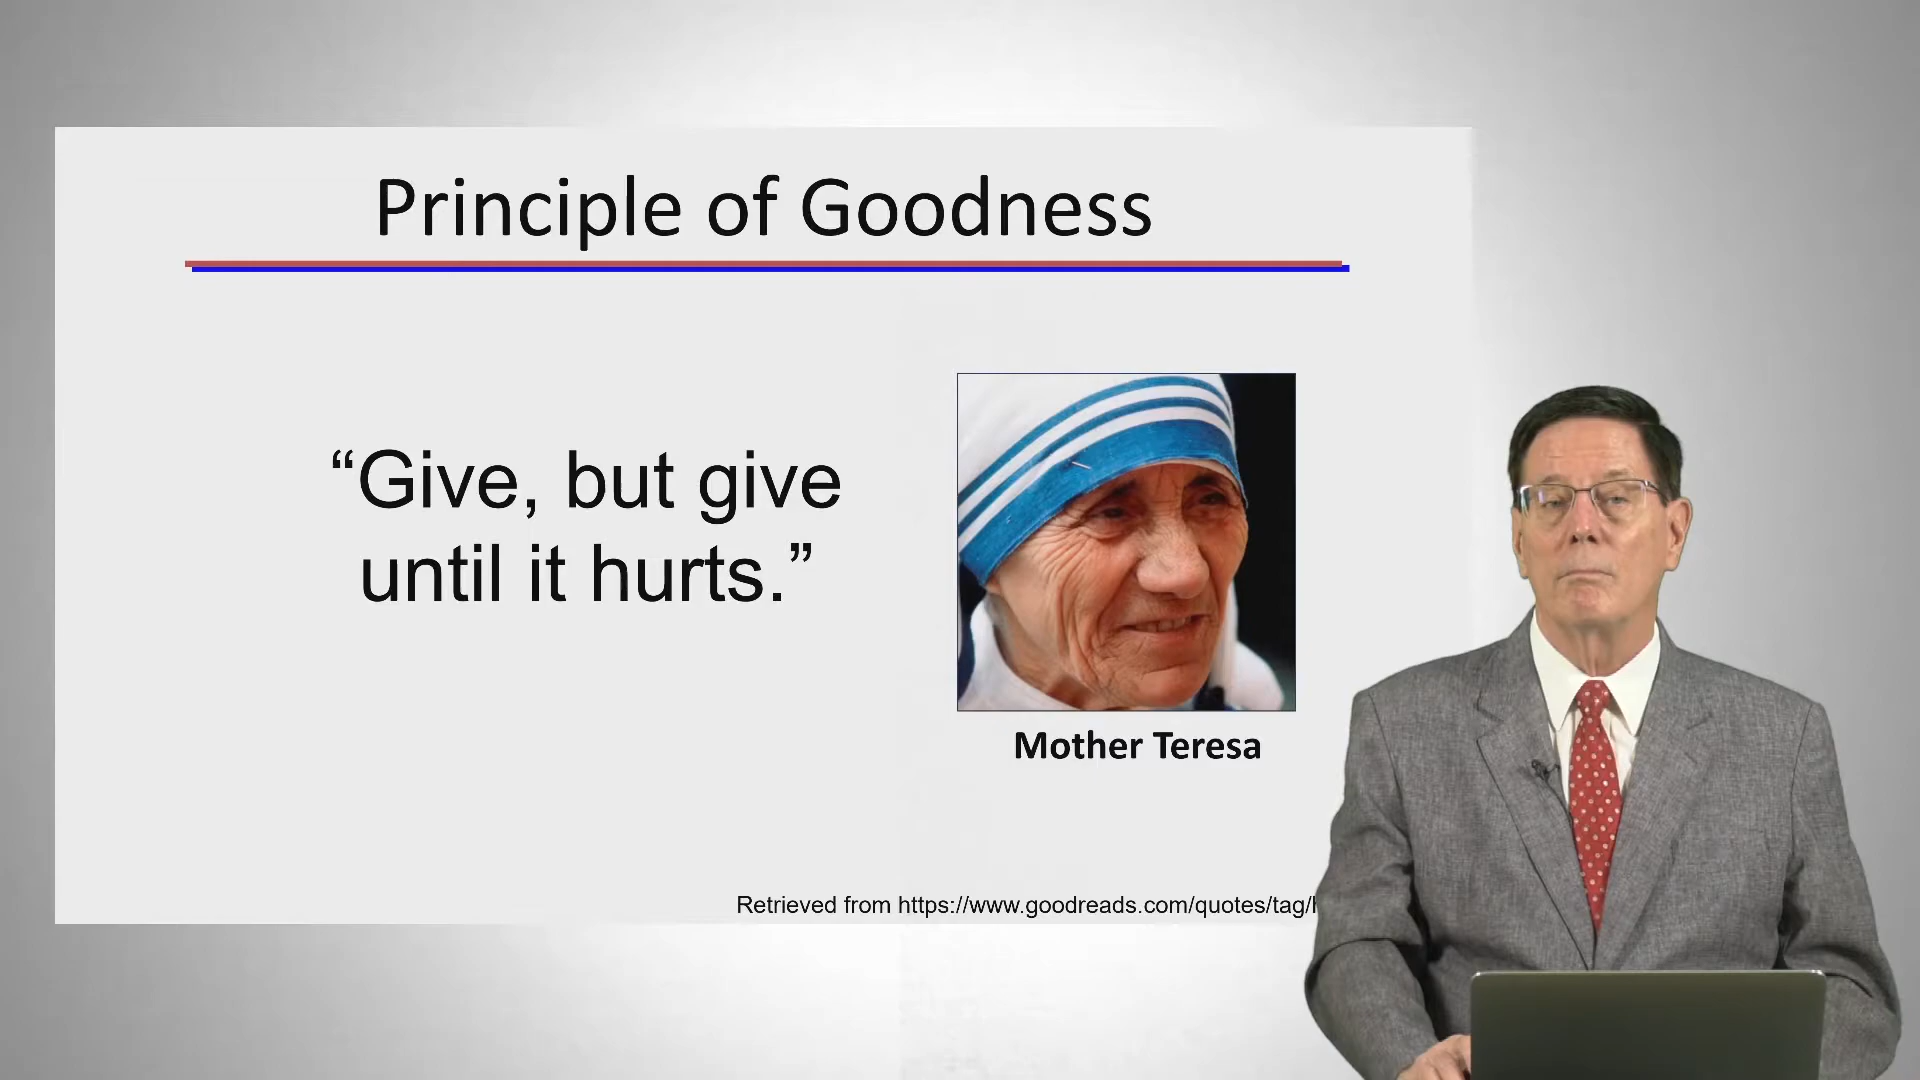 Principle of Goodness
“Give, but give
until it hurts.”
Mother Teresa
Retrieved from https://www.goodreads.com/quotes/tag/